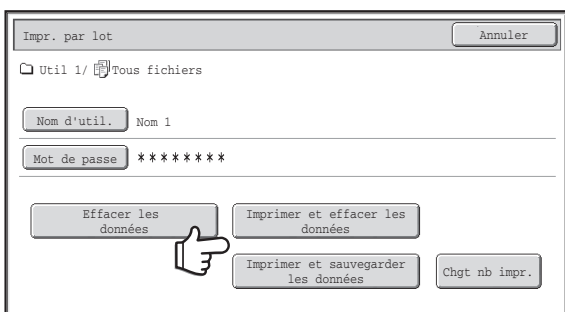 Impr. par lot
Annuler
Util 1/ Tous fichiers
Nom d'util.
Nom 1
Mot de passe
********
Effacer les
données
Imprimer et effacer les
données
Imprimer et sauvegarder
les données
Chgt nb impr.